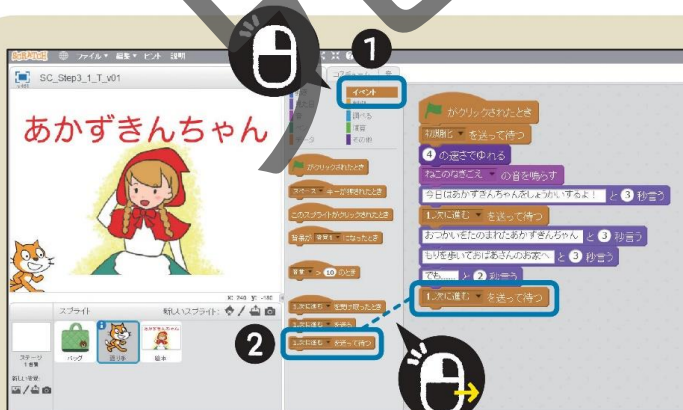 SCRATCH ファイル▼ 編集▼ ヒント 説明
1
SC_Step3_1_T_v01
あかずきんちゃん
イベント
調べる
演算
その他
がクリックされたとき
スペース キーが押されたとき
このスプライトがクリックされたとき
背景が 背景1 になったとき
音量 > 10 のとき
1.次に進む を受け取ったとき
1.次に進む を送る
1.次に進む を送って待つ
がクリックされたとき
初期化 を送って待つ
4 の速さでゆれる
ねこのなきごえ の音を鳴らす
今日はあかずきんちゃんをしょうかいするよ! と 3 秒言う
1.次に進む を送って待つ
おつかいをたのまれたあかずきんちゃん と 3 秒言う
もりを歩いておばあさんのお家へ と 3 秒言う
でも…… と 2 秒言う
1.次に進む を送って待つ
X: 240 Y: -180
スプライト 新しいスプライト:
ステージ
1背景
新しい背景
バッグ
語り手
絵本
2